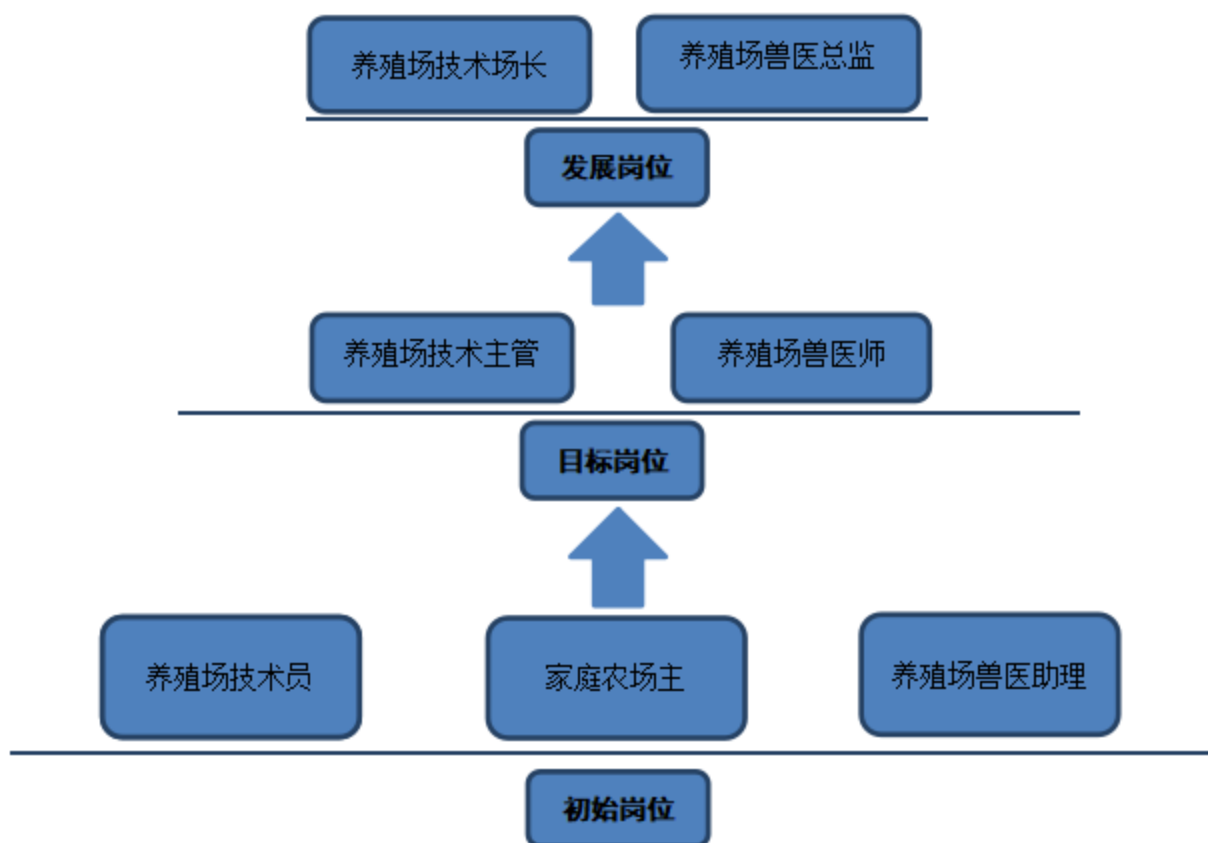 养殖场技术场长
养殖场兽医总监
发展岗位
养殖场技术主管
养殖场兽医师
目标岗位
养殖场技术员
家庭农场主
养殖场兽医助理
初始岗位